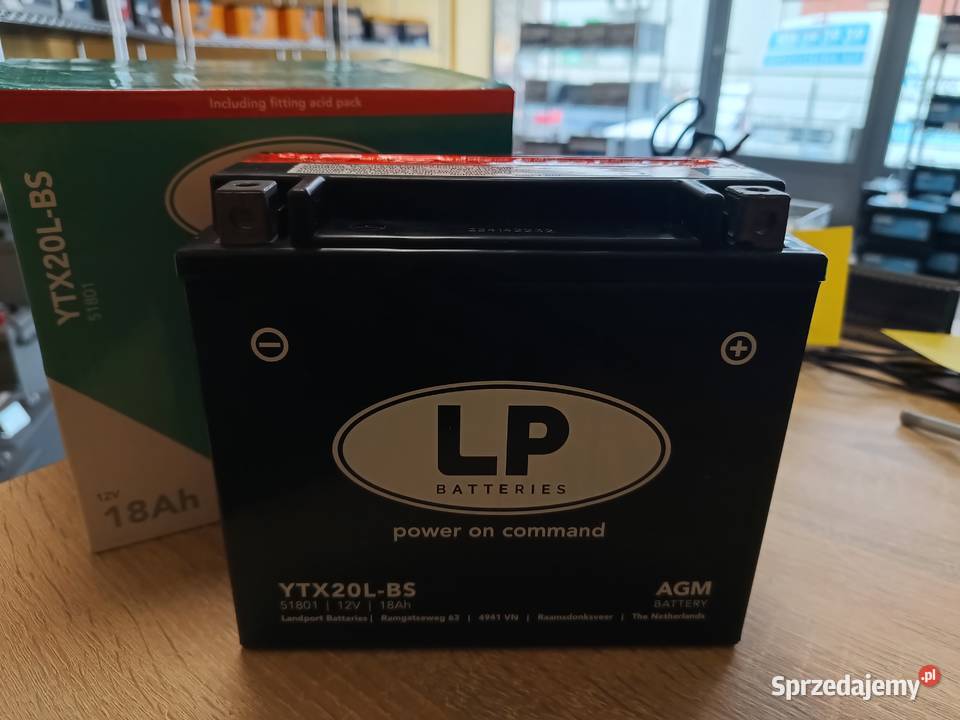 Including fitting acid pack
YTX20L-BS
51801
12V
18Ah
LP
BATTERIES
power on command
YTX20L-BS
51801 | 12V | 18Ah
AGM
BATTERY
Landport Batteries | Ramgatseweg 63 | 4941 VN | Raamsdonksveer | The Netherlands
Sprzedajemy.pl